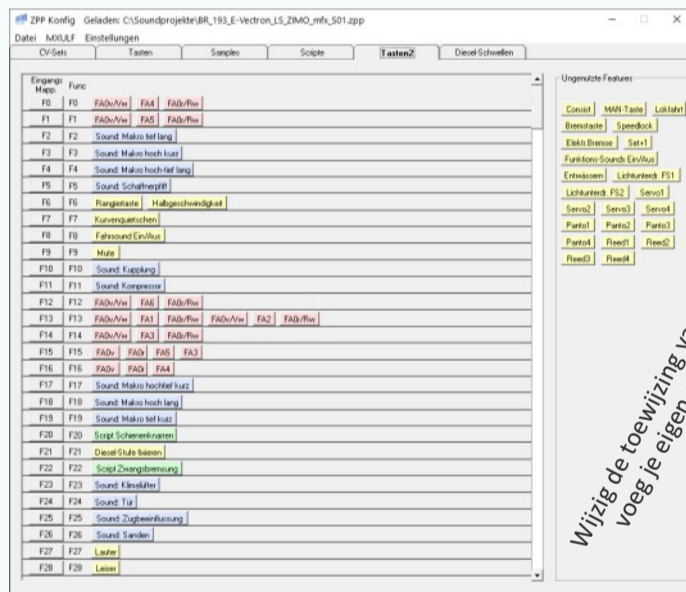 ZPP Konfig Geladen: C:\Soundprojekte\BR_193_E-Vectron_LS_ZIMO_mfx_S01.zpp
Datei MXULF Einstellungen
CV-Sets Tasten Samples Scripte Tasten2 Diesel-Schwellen
Eingangs Mapp. Func
F0 F0 FA0v/Vw FA4 FA0r/Rw
F1 F1 FA0v/Vw FA5 FA0r/Rw
F2 F2 Sound: Makro tief lang
F3 F3 Sound: Makro hoch kurz
F4 F4 Sound: Makro hoch-tief lang
F5 F5 Sound: Schaffnerpfiff
F6 F6 Rangiertaste Halbgeschwindigkeit
F7 F7 Kurvenquietschen
F8 F8 Fahrsound Ein/Aus
F9 F9 Mute
F10 F10 Sound: Kupplung
F11 F11 Sound: Kompressor
F12 F12 FA0v/Vw FA6 FA0r/Rw
F13 F13 FA0v/Vw FA1 FA0r/Rw FA0v/Vw FA2 FA0r/Rw
F14 F14 FA0v/Vw FA3 FA0r/Rw
F15 F15 FA0v FA0r FA5 FA3
F16 F16 FA0v FA0r FA4
F17 F17 Sound: Makro hochtief kurz
F18 F18 Sound: Makro hoch lang
F19 F19 Sound: Makro tief kurz
F20 F20 Script Schienenknarren
F21 F21 Diesel-Stufe fixieren
F22 F22 Script Zwangsbremsung
F23 F23 Sound: Klimalüfter
F24 F24 Sound: Tür
F25 F25 Sound: Zugbeeinflussung
F26 F26 Sound: Sanden
F27 F27 Lauter
F28 F28 Leiser
Ungenutzte Features
Consist MAN-Taste Lokfahrt
Bremstaste Speedlock
Elektr.Bremse Set+1
Funktions-Sounds Ein/Aus
Entwässern Lichtunterdr. FS1
Lichtunterdr. FS2 Servo1
Servo2 Servo3 Servo4
Panto1 Panto2 Panto3
Panto4 Reed1 Reed2
Reed3 Reed4
Wijzig de toewijzing
voeg je eigen